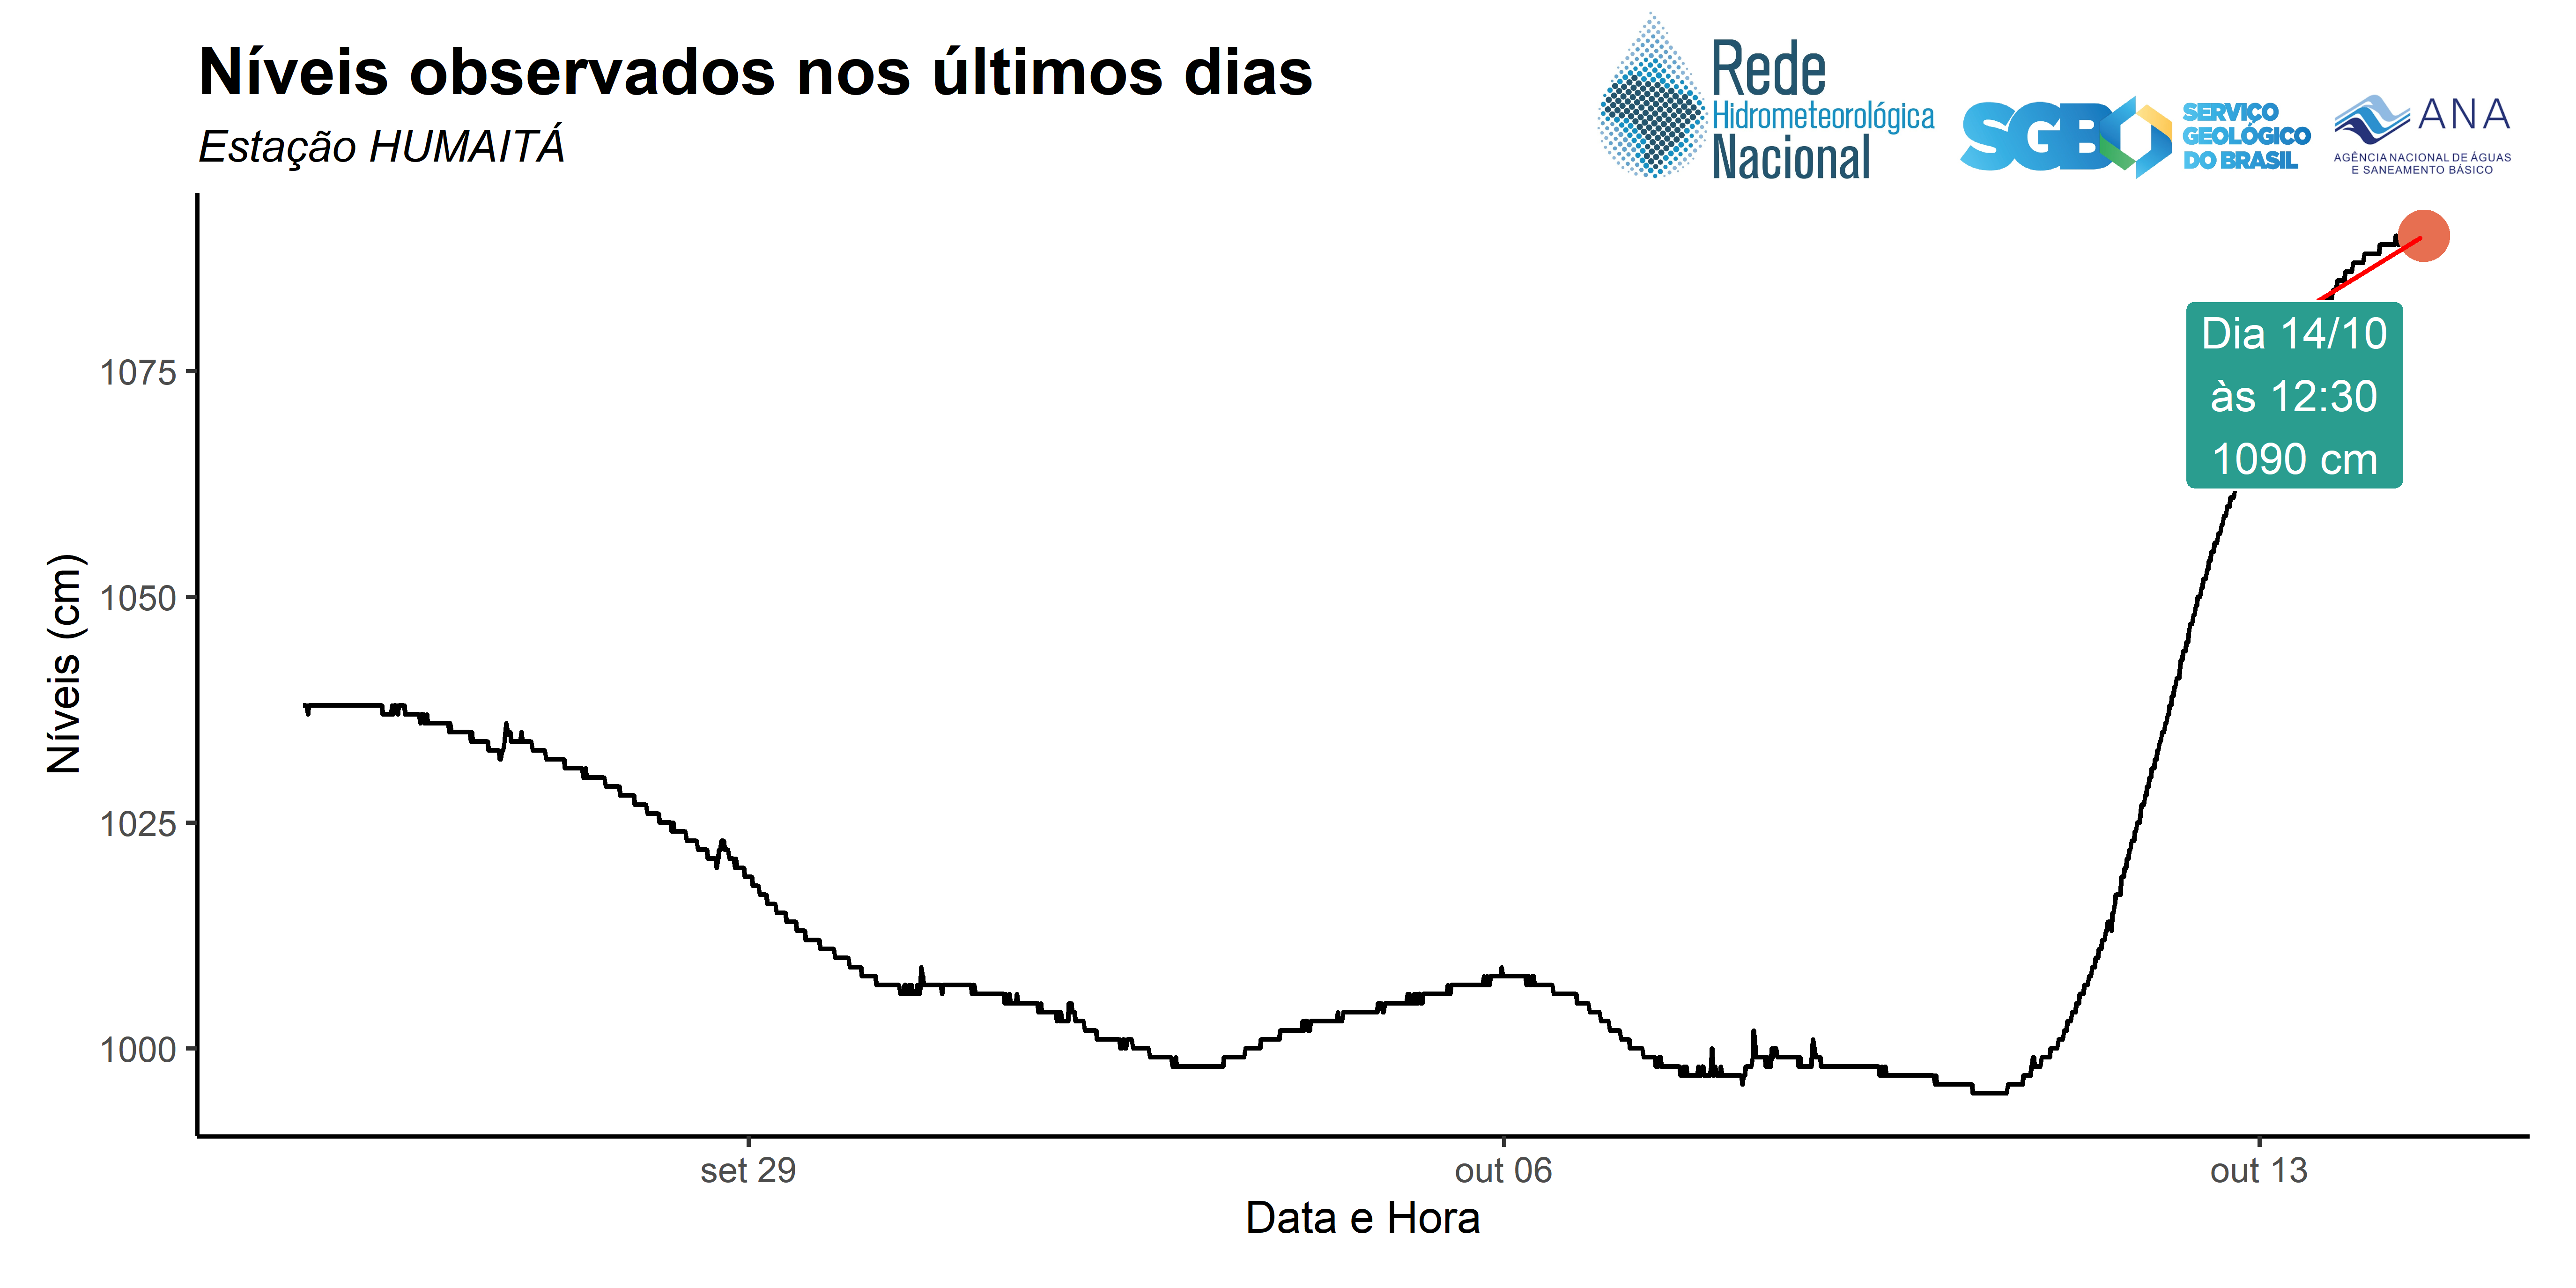 Níveis observados nos últimos dias
Estação HUMAITÁ
Rede
Hidrometeorológica
Nacional
SGB
SERVIÇO
GEOLÓGICO
DO BRASIL
ANA
AGÊNCIA NACIONAL DE ÁGUAS
E SANEAMENTO BÁSICO
Dia 14/10
às 12:30
1090 cm
Níveis (cm)
1075
1050
1025
1000
set 29
out 06
out 13
Data e Hora